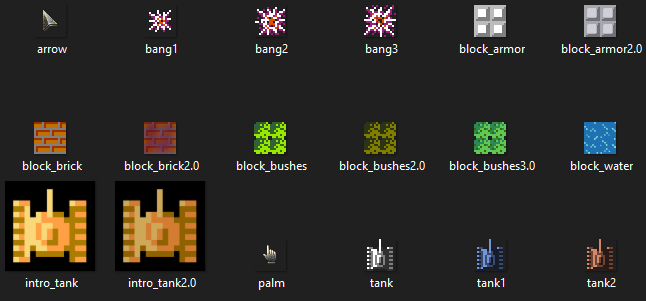 arrow bang1 bang2 bang3 block_armor block_armor2.0
block_brick block_brick2.0 block_bushes block_bushes2.0 block_bushes3.0 block_water
intro_tank intro_tank2.0 palm tank tank1 tank2